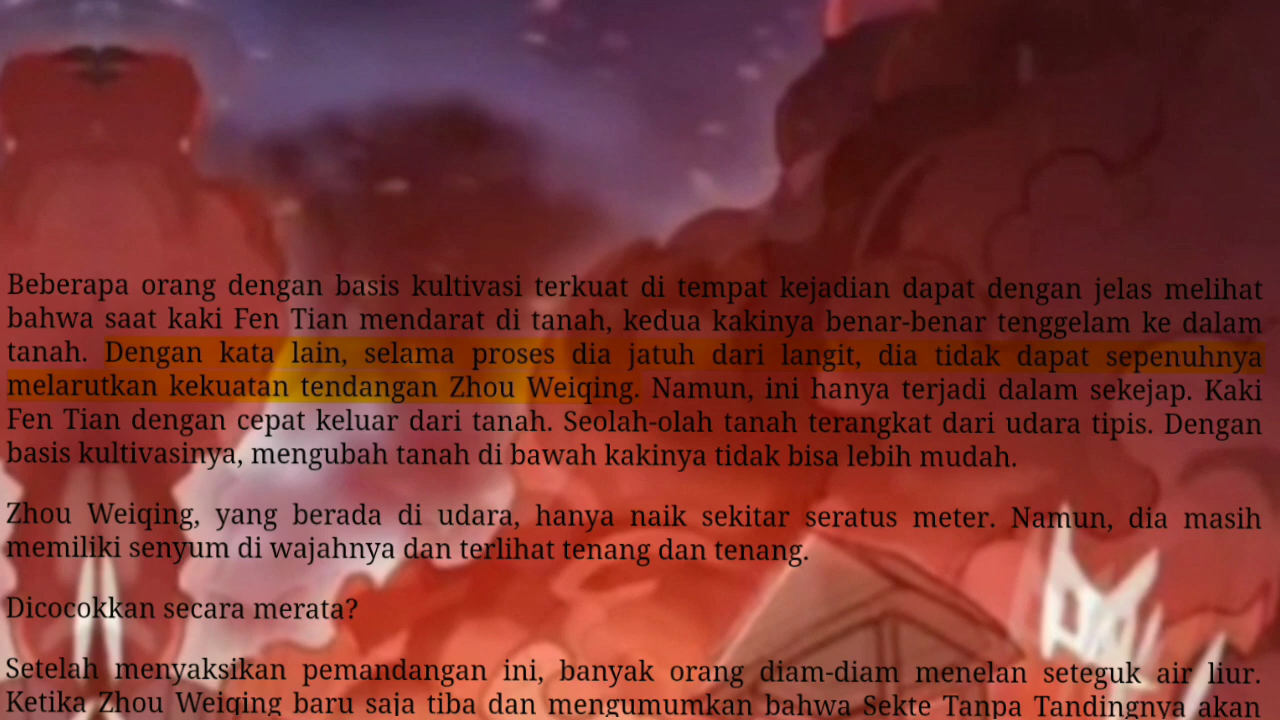 Beberapa orang dengan basis kultivasi terkuat di tempat kejadian dapat dengan jelas melihat
bahwa saat kaki Fen Tian mendarat di tanah, kedua kakinya benar-benar tenggelam ke dalam
tanah. Dengan kata lain, selama proses dia jatuh dari langit, dia tidak dapat sepenuhnya
melarutkan kekuatan tendangan Zhou Weiqing. Namun, ini hanya terjadi dalam sekejap. Kaki
Fen Tian dengan cepat keluar dari tanah. Seolah-olah tanah terangkat dari udara tipis. Dengan
basis kultivasinya, mengubah tanah di bawah kakinya tidak bisa lebih mudah.
Zhou Weiqing, yang berada di udara, hanya naik sekitar seratus meter. Namun, dia masih
memiliki senyum di wajahnya dan terlihat tenang dan tenang.
Dicocokkan secara merata?
Setelah menyaksikan pemandangan ini, banyak orang diam-diam menelan seteguk air liur.
Ketika Zhou Weiqing baru saja tiba dan mengumumkan bahwa Sekte Tanpa Tandingnya akan